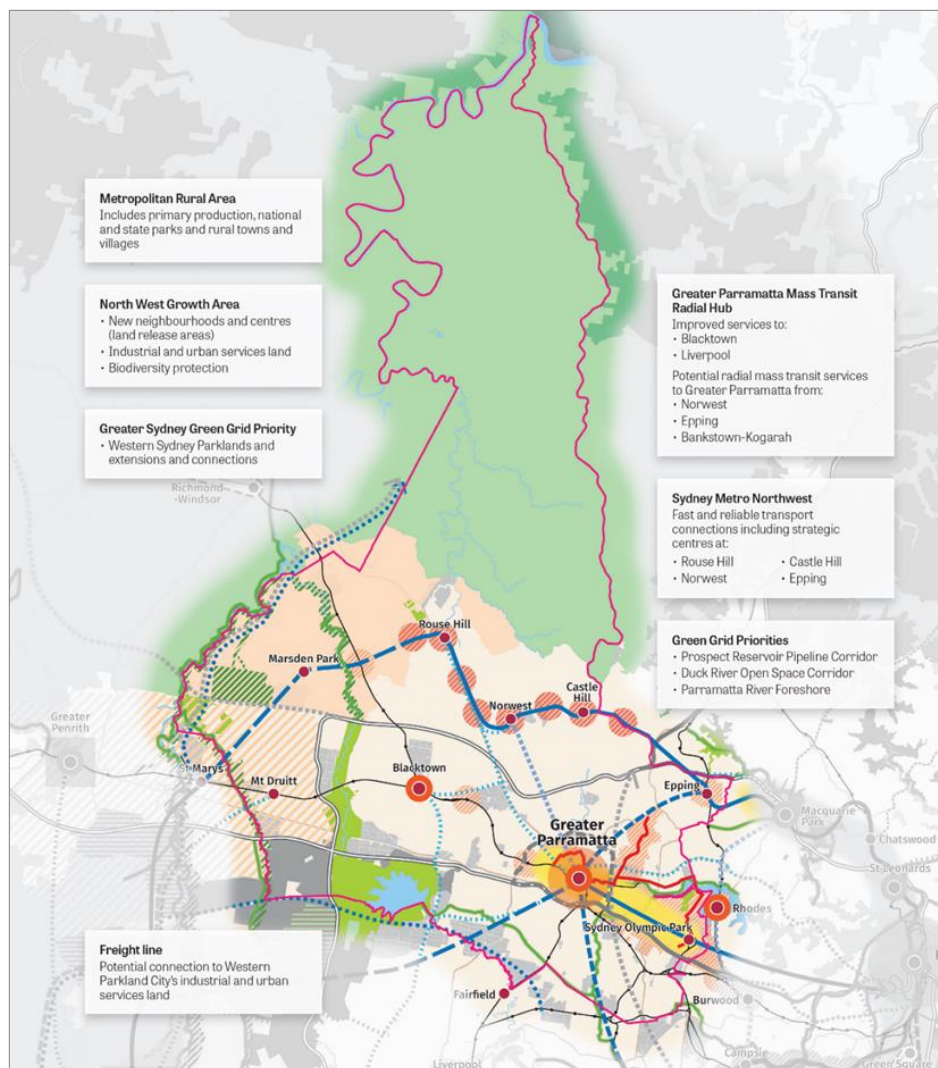 Metropolitan Rural Area
Includes primary production, national
and state parks and rural towns and
villages
North West Growth Area
• New neighbourhoods and centres
(land release areas)
• Industrial and urban services land
• Biodiversity protection
Greater Sydney Green Grid Priority
• Western Sydney Parklands and
extensions and connections
Greater Parramatta Mass Transit
Radial Hub
Improved services to:
• Blacktown
• Liverpool
Potential radial mass transit services
to Greater Parramatta from:
• Norwest
• Epping
• Bankstown-Kogarah
Sydney Metro Northwest
Fast and reliable transport
connections including strategic
centres at:
• Rouse Hill • Castle Hill
• Norwest • Epping
Green Grid Priorities
• Prospect Reservoir Pipeline Corridor
• Duck River Open Space Corridor
• Parramatta River Foreshore
Richmond
-Windsor
Rouse Hill
Marsden Park
Castle
Hill
Norwest
Greater
Penrith
St Marys
Mt Druitt
Blacktown
Epping
Macquarie
Park
Chatswood
Greater
Parramatta
St Leonards
Rhodes
Sydney Olympic Park
Freight line
Potential connection to Western
Parkland City's industrial and urban
services land
Fairfield
Burwood
Liverpool
Campsie
Green Square